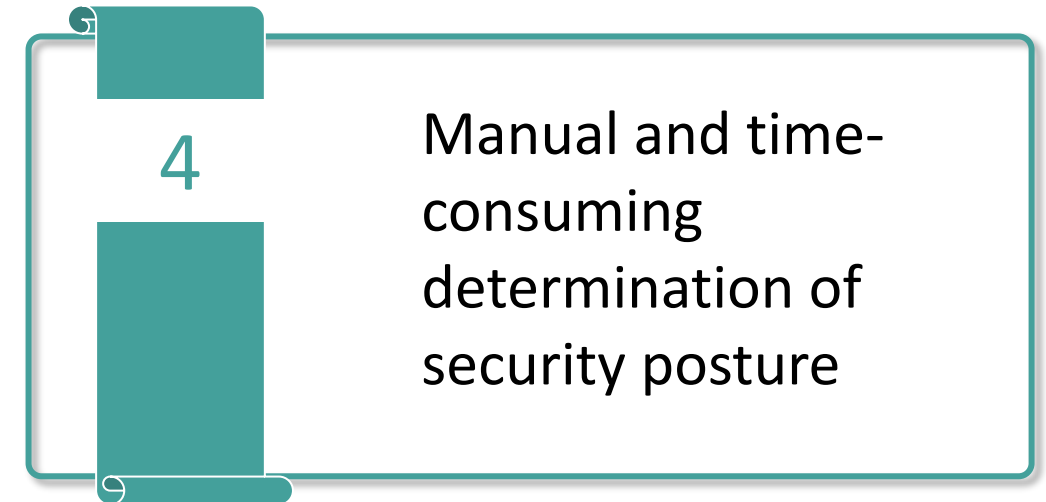 4
Manual and time-
consuming
determination of
security posture